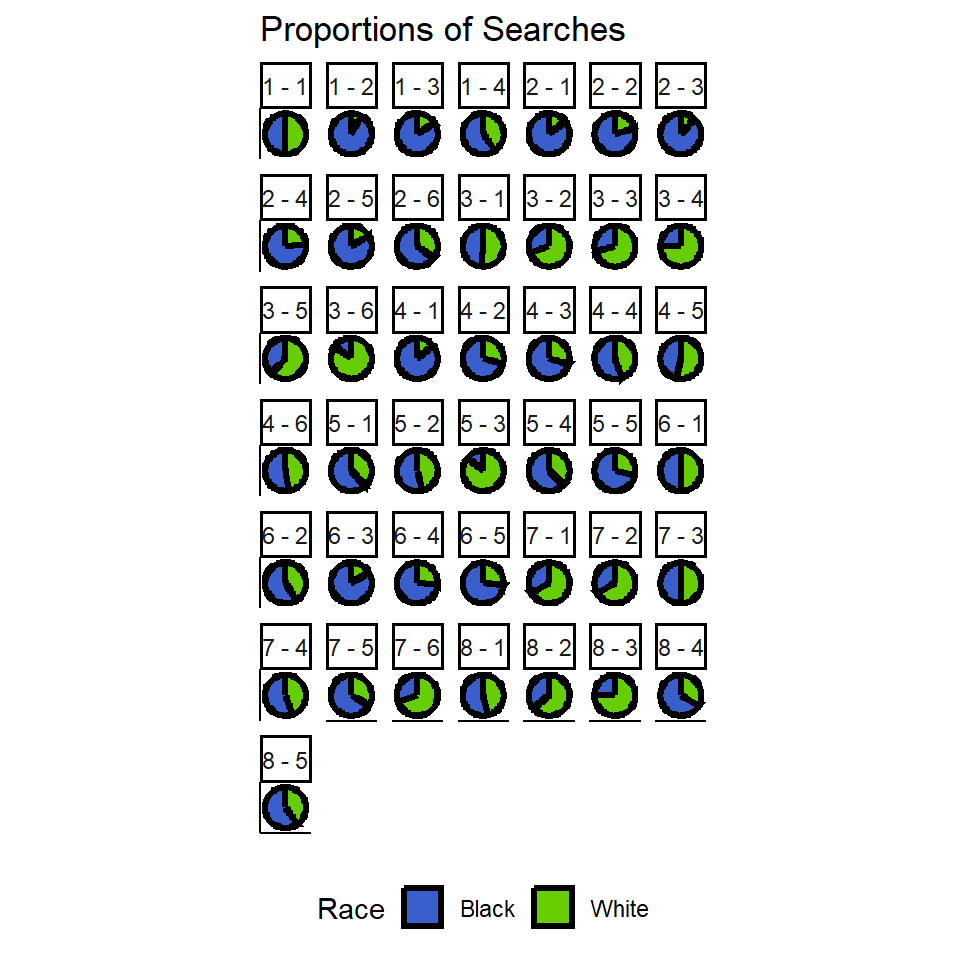 Proportions of Searches
1 - 1 1 - 2 1 - 3 1 - 4 2 - 1 2 - 2 2 - 3
2 - 4 2 - 5 2 - 6 3 - 1 3 - 2 3 - 3 3 - 4
3 - 5 3 - 6 4 - 1 4 - 2 4 - 3 4 - 4 4 - 5
4 - 6 5 - 1 5 - 2 5 - 3 5 - 4 5 - 5 6 - 1
6 - 2 6 - 3 6 - 4 6 - 5 7 - 1 7 - 2 7 - 3
7 - 4 7 - 5 7 - 6 8 - 1 8 - 2 8 - 3 8 - 4
8 - 5
Race Black White